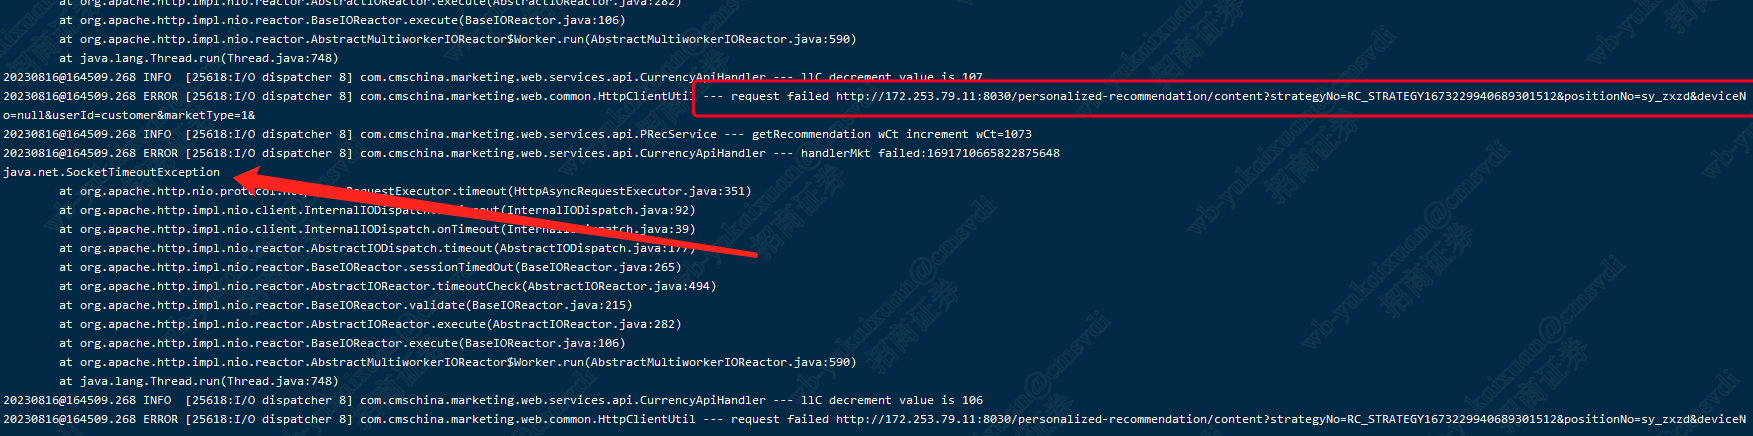 at org.apache.http.impl.nio.reactor.AbstractIOReactor.execute(AbstractIOReactor.java:282)
at org.apache.http.impl.nio.reactor.BaseIOReactor.execute(BaseIOReactor.java:106)
at org.apache.http.impl.nio.reactor.AbstractMultiworkerIOReactor$Worker.run(AbstractMultiworkerIOReactor.java:590)
at java.lang.Thread.run(Thread.java:748)
20230816@164509.268 INFO [25618:I/O dispatcher 8] com.cmschina.marketing.web.services.api.CurrencyApiHandler --- llC decrement value is 107
20230816@164509.268 ERROR [25618:I/O dispatcher 8] com.cmschina.marketing.web.common.HttpClientUtil --- request failed http://172.253.79.11:8030/personalized-recommendation/content?strategyNo=RC_STRATEGY1673229940689301512&positionNo=sy_zxzd&deviceN
o=null&userId=customer&marketType=1&
20230816@164509.268 INFO [25618:I/O dispatcher 8] com.cmschina.marketing.web.services.api.PRecService --- getRecommendation wCt increment wCt=1073
20230816@164509.268 ERROR [25618:I/O dispatcher 8] com.cmschina.marketing.web.services.api.CurrencyApiHandler --- handlerMkt failed:1691710665822875648
java.net.SocketTimeoutException
at org.apache.http.nio.protocol.RequestExecutor.timeout(HttpAsyncRequestExecutor.java:351)
at org.apache.http.impl.nio.client.InternalIODispatch.(InternalIODispatch.java:92)
at org.apache.http.impl.nio.client.InternalIODispatch.onTimeout(InternalIODispatch.java:39)
at org.apache.http.impl.nio.reactor.AbstractIODispatch.timeout(AbstractIODispatch.java:177)
at org.apache.http.impl.nio.reactor.BaseIOReactor.sessionTimedOut(BaseIOReactor.java:265)
at org.apache.http.impl.nio.reactor.AbstractIOReactor.timeoutCheck(AbstractIOReactor.java:494)
at org.apache.http.impl.nio.reactor.BaseIOReactor.validate(BaseIOReactor.java:215)
at org.apache.http.impl.nio.reactor.AbstractIOReactor.execute(AbstractIOReactor.java:282)
at org.apache.http.impl.nio.reactor.BaseIOReactor.execute(BaseIOReactor.java:106)
at org.apache.http.impl.nio.reactor.AbstractMultiworkerIOReactor$Worker.run(AbstractMultiworkerIOReactor.java:590)
at java.lang.Thread.run(Thread.java:748)
20230816@164509.268 INFO [25618:I/O dispatcher 8] com.cmschina.marketing.web.services.api.CurrencyApiHandler --- llC decrement value is 106
20230816@164509.268 ERROR [25618:I/O dispatcher 8] com.cmschina.marketing.web.common.HttpClientUtil --- request failed http://172.253.79.11:8030/personalized-recommendation/content?strategyNo=RC_STRATEGY1673229940689301512&positionNo=sy_zxzd&deviceN
wb-yukaixuan@cmsvdi
招商证券